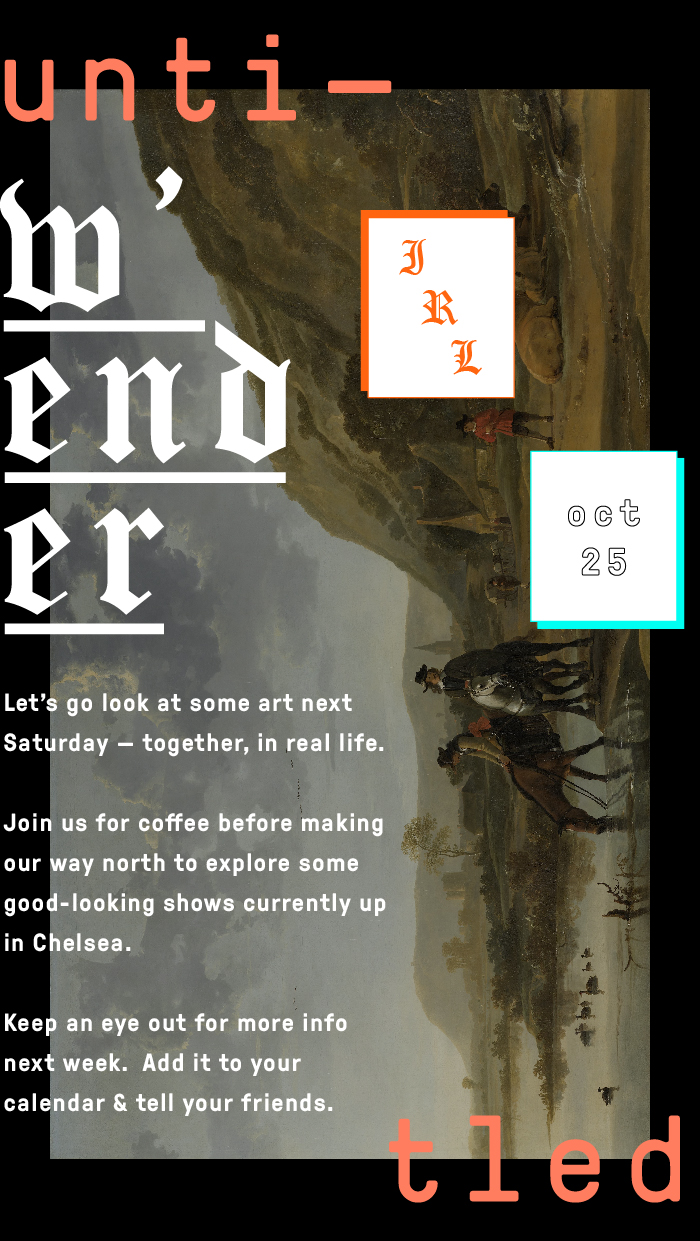 unti—
w’
end
er
I
R
L
oct
25
Let’s go look at some art next
Saturday — together, in real life.
Join us for coffee before making
our way north to explore some
good-looking shows currently up
in Chelsea.
Keep an eye out for more info
next week.  Add it to your
calendar & tell your friends.
tled